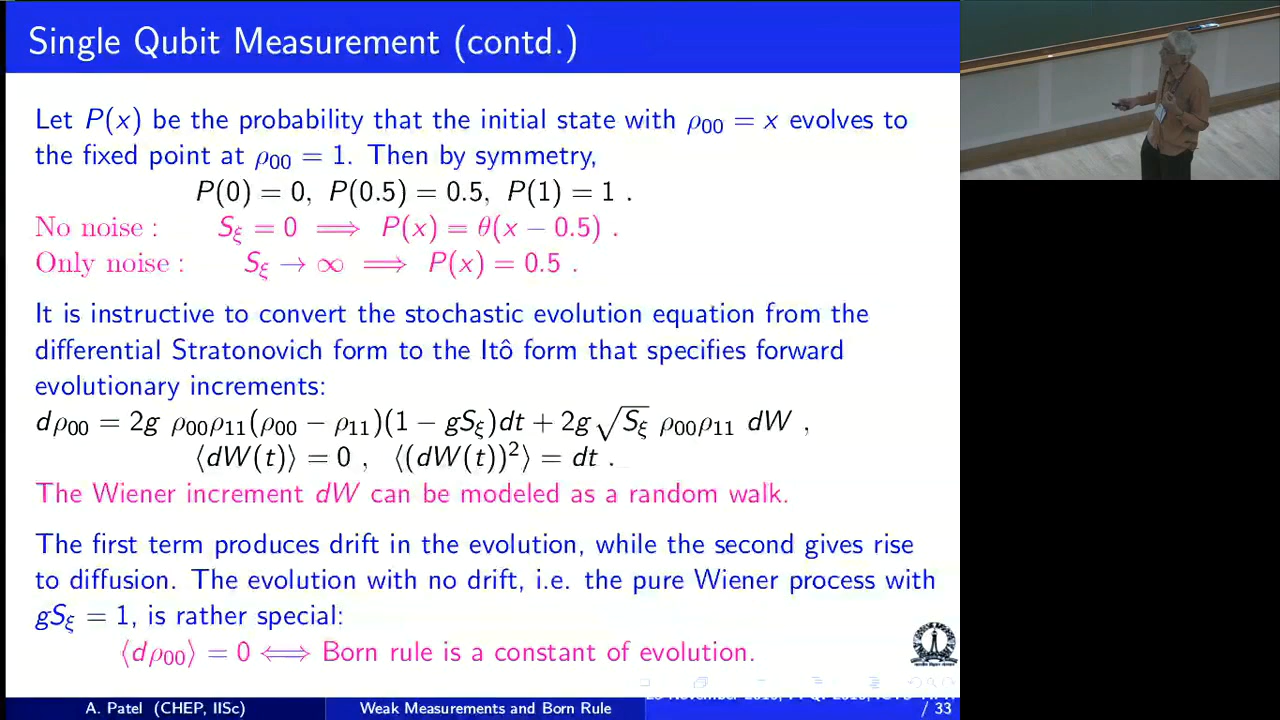 Single Qubit Measurement (contd.)
Let P(x) be the probability that the initial state with ρ₀₀ = x evolves to
the fixed point at ρ₀₀ = 1. Then by symmetry,
P(0) = 0, P(0.5) = 0.5, P(1) = 1 .
No noise : S_ξ = 0 ⟹ P(x) = θ(x − 0.5) .
Only noise : S_ξ → ∞ ⟹ P(x) = 0.5 .
It is instructive to convert the stochastic evolution equation from the
differential Stratonovich form to the Itô form that specifies forward
evolutionary increments:
dρ₀₀ = 2g ρ₀₀ρ₁₁(ρ₀₀ − ρ₁₁)(1 − gS_ξ)dt + 2g√S_ξ ρ₀₀ρ₁₁ dW ,
⟨dW(t)⟩ = 0 , ⟨(dW(t))²⟩ = dt .
The Wiener increment dW can be modeled as a random walk.
The first term produces drift in the evolution, while the second gives rise
to diffusion. The evolution with no drift, i.e. the pure Wiener process with
gS_ξ = 1, is rather special:
⟨dρ₀₀⟩ = 0 ⟺ Born rule is a constant of evolution.
A. Patel (CHEP, IISc) Weak Measurements and Born Rule / 33